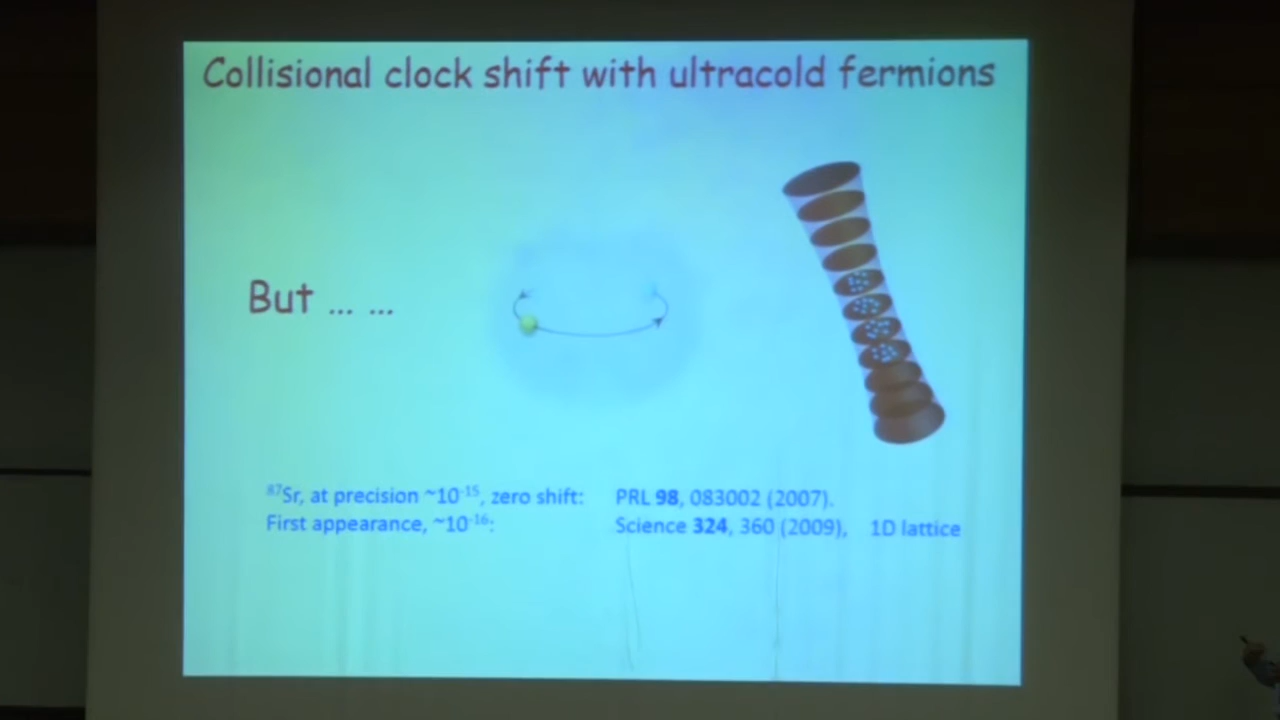 Collisional clock shift with ultracold fermions
But ... ...
⁸⁷Sr, at precision ~10⁻¹⁵, zero shift: PRL 98, 083002 (2007).
First appearance, ~10⁻¹⁶: Science 324, 360 (2009), 1D lattice